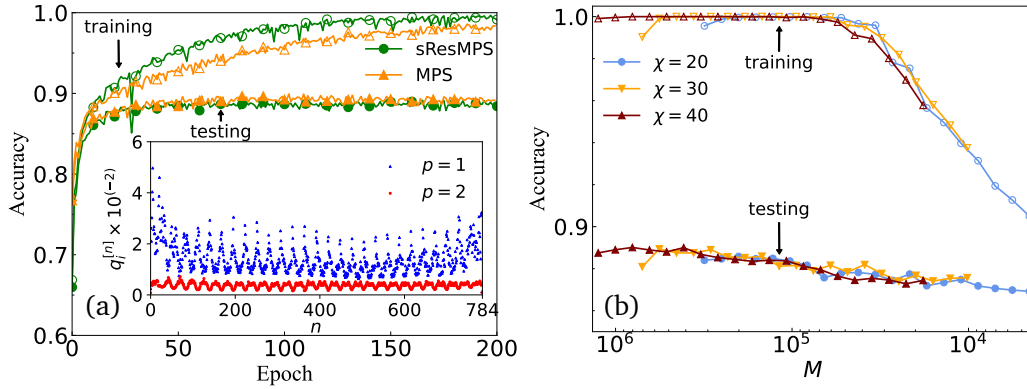 1.0
training
sResMPS
MPS
0.9
testing
6
p = 1
p = 2
4
q_i^[n] × 10^(−2)
2
0
0 200 400 600 784
n
0.8
0.7
0.6
Accuracy
(a)
0 50 100 150 200
Epoch
1.0
training
χ = 20
χ = 30
χ = 40
testing
0.9
Accuracy
(b)
10^6 10^5 10^4
M